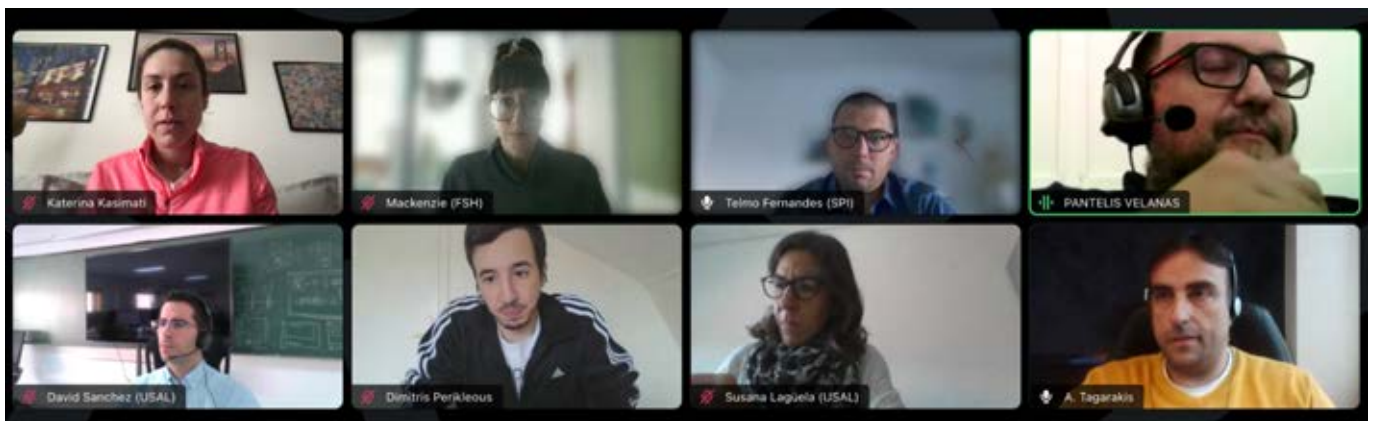 Katerina Kasimati
Mackenzie (FSH)
Telmo Fernandes (SPI)
PANTELIS VELANAS
David Sanchez (USAL)
Dimitris Perikleous
Susana Lagüela (USAL)
A. Tagarakis